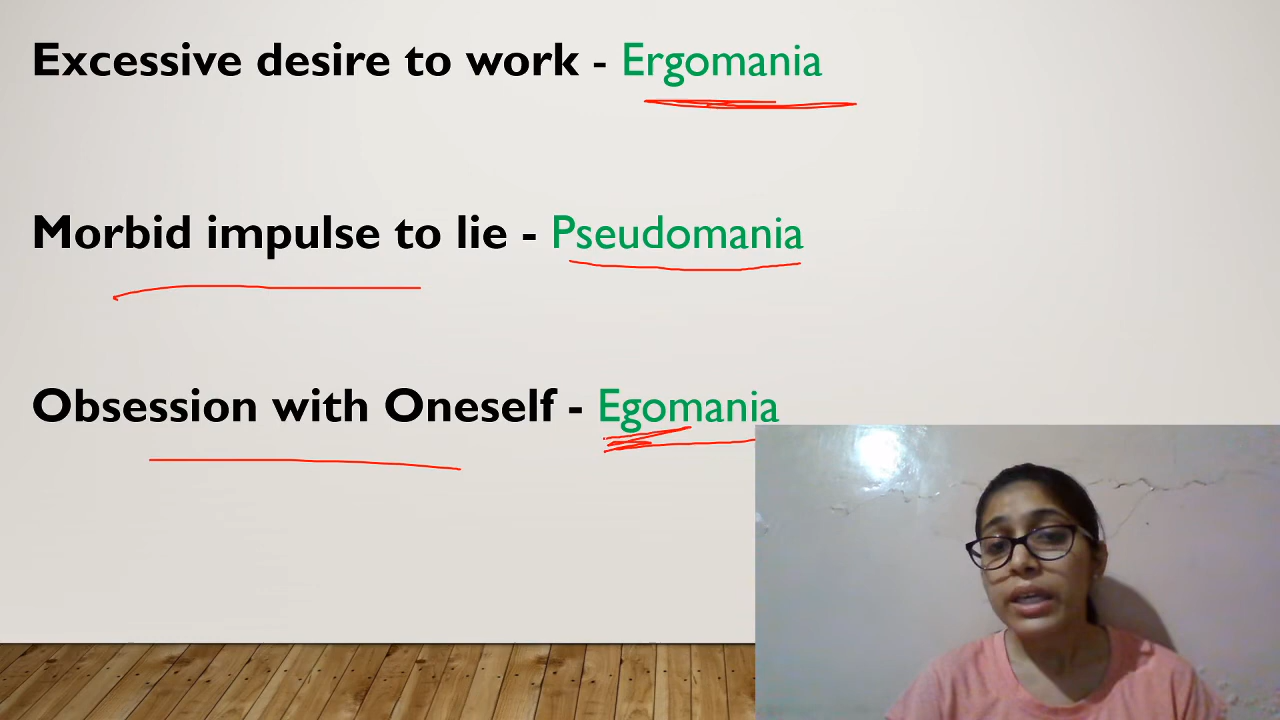 Excessive desire to work - Ergomania
Morbid impulse to lie - Pseudomania
Obsession with Oneself - Egomania